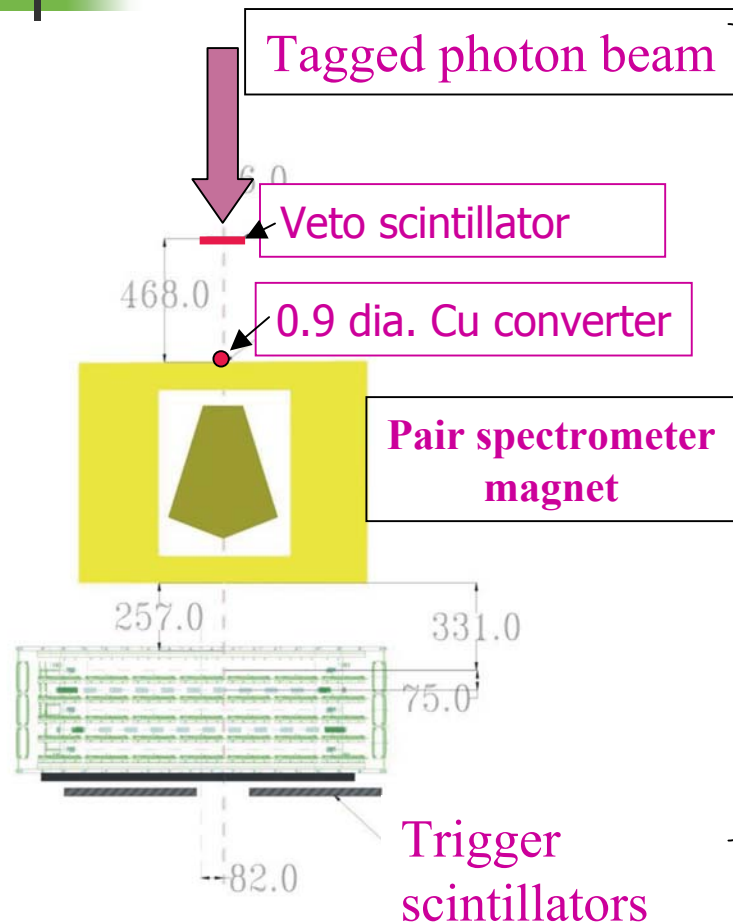 Tagged photon beam
6.0
Veto scintillator
468.0
0.9 dia. Cu converter
Pair spectrometer
magnet
257.0
331.0
75.0
Trigger
scintillators
82.0